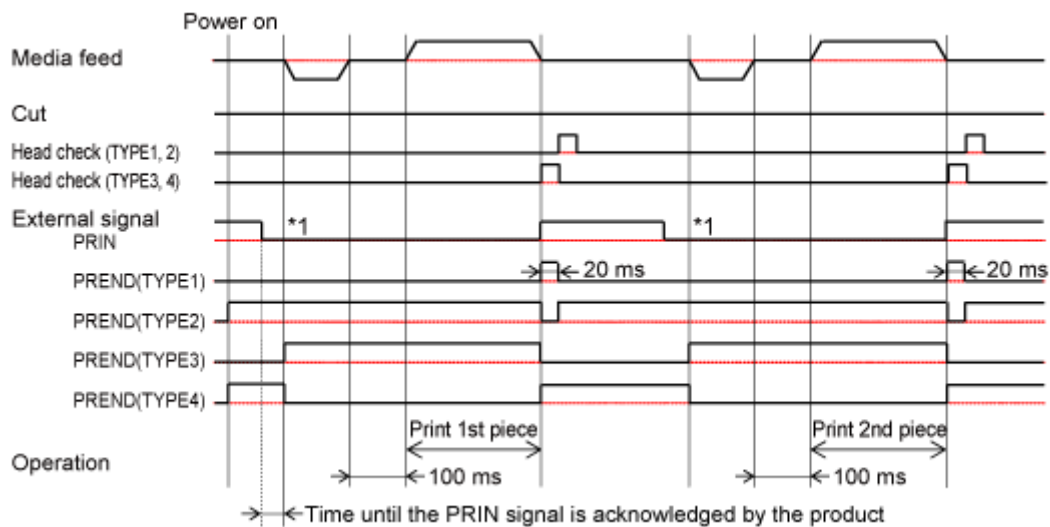 Power on
Media feed
Cut
Head check (TYPE1, 2)
Head check (TYPE3, 4)
External signal
*1 *1
PRIN
20 ms 20 ms
PREND(TYPE1)
PREND(TYPE2)
PREND(TYPE3)
PREND(TYPE4)
Print 1st piece Print 2nd piece
Operation
100 ms 100 ms
Time until the PRIN signal is acknowledged by the product